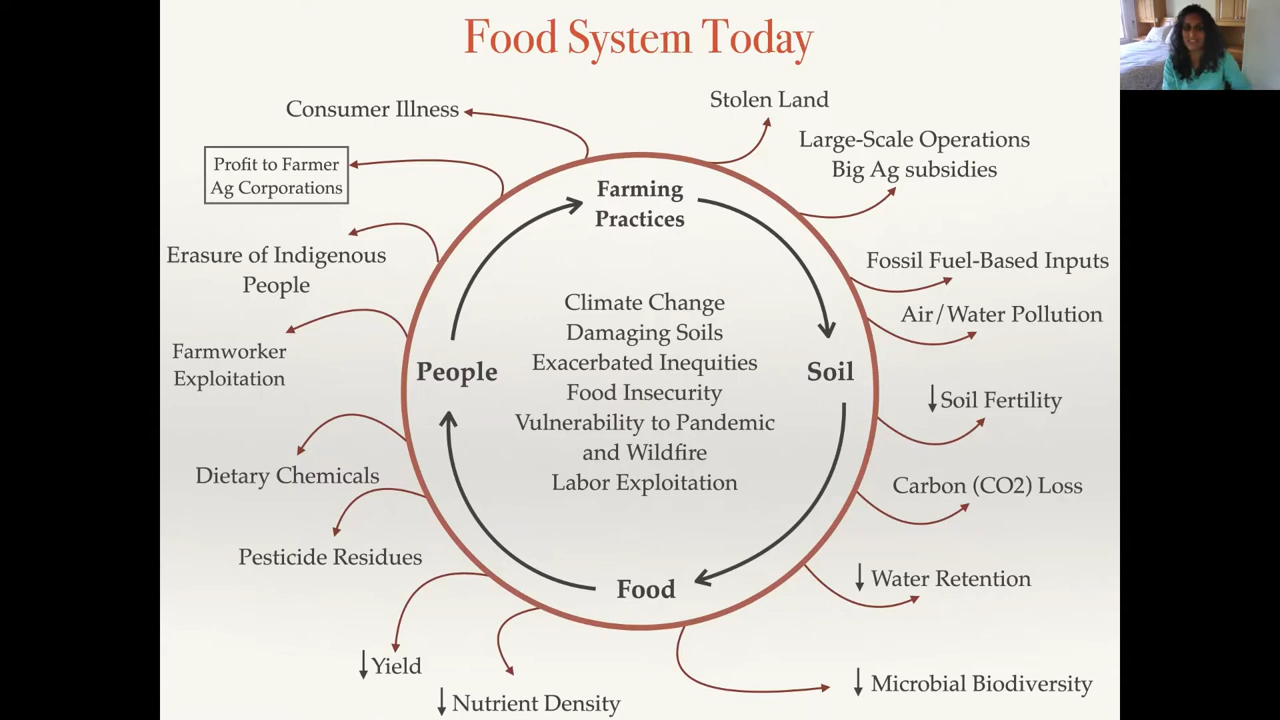 Food System Today
Consumer Illness
Stolen Land
Large-Scale Operations
Big Ag subsidies
Profit to Farmer
Ag Corporations
Farming
Practices
Erasure of Indigenous
People
Fossil Fuel-Based Inputs
Air/Water Pollution
Climate Change
Damaging Soils
Exacerbated Inequities
Food Insecurity
Vulnerability to Pandemic
and Wildfire
Labor Exploitation
Farmworker
Exploitation
People
Soil
↓ Soil Fertility
Dietary Chemicals
Carbon (CO2) Loss
Pesticide Residues
Food
↓ Water Retention
↓ Yield
↓ Nutrient Density
↓ Microbial Biodiversity